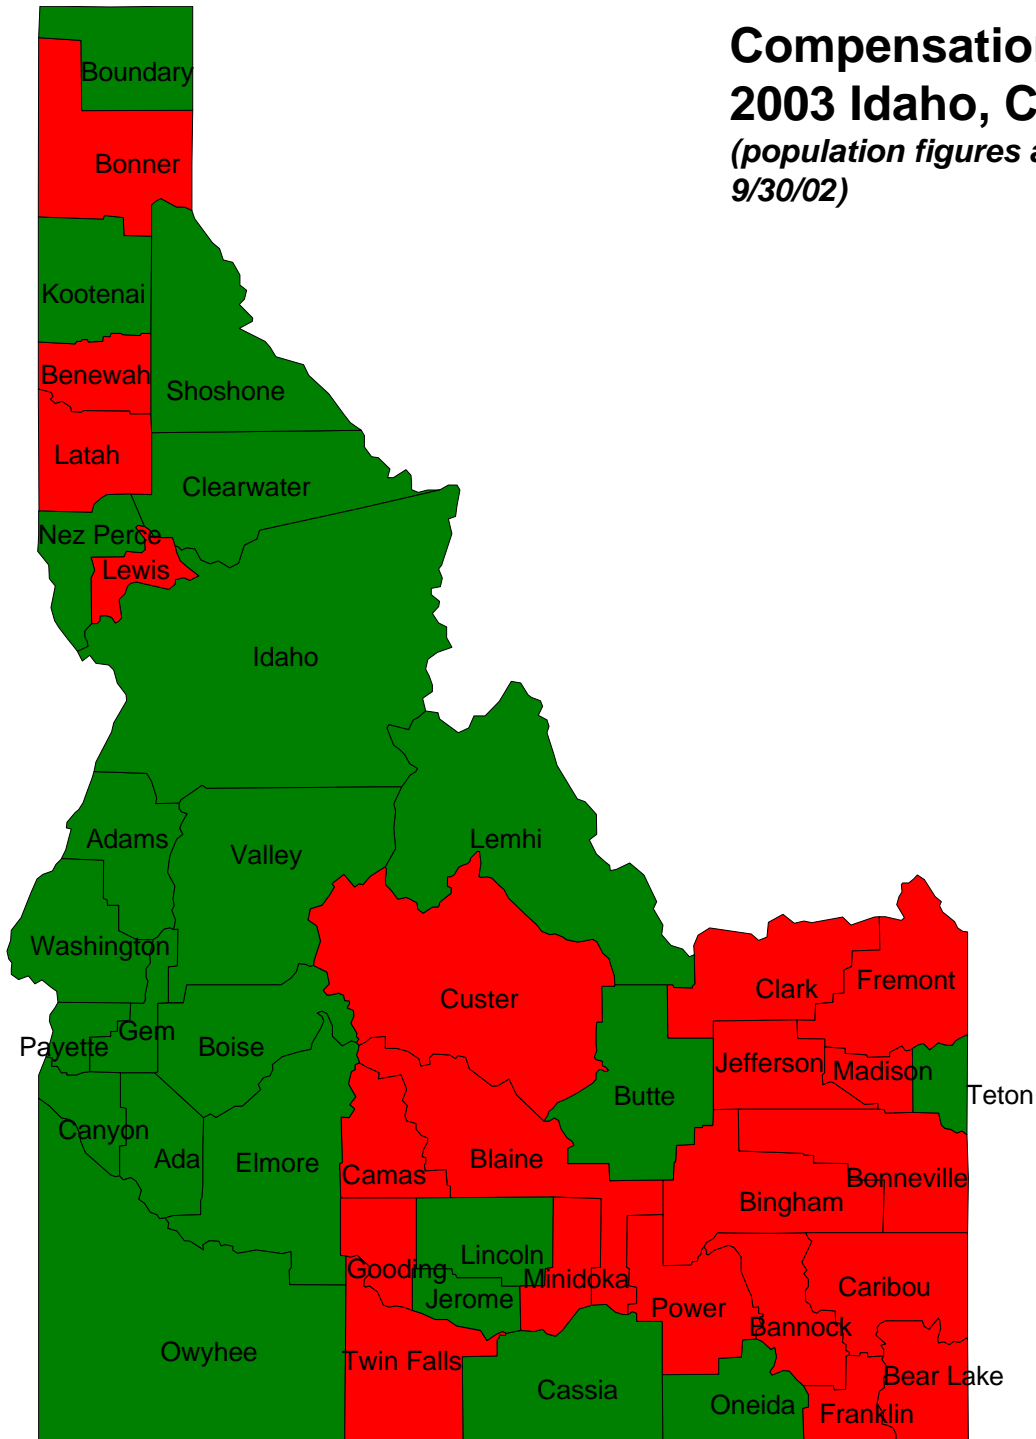 Compensation
2003 Idaho, C
(population figures a
9/30/02)
Boundary
Bonner
Kootenai
Benewah
Shoshone
Latah
Clearwater
Nez Perce
Lewis
Idaho
Adams
Valley
Lemhi
Washington
Custer
Clark
Fremont
Payette
Gem
Boise
Jefferson
Madison
Butte
Teton
Canyon
Ada
Elmore
Camas
Blaine
Bonneville
Bingham
Lincoln
Gooding
Minidoka
Jerome
Power
Caribou
Bannock
Owyhee
Twin Falls
Cassia
Oneida
Bear Lake
Franklin